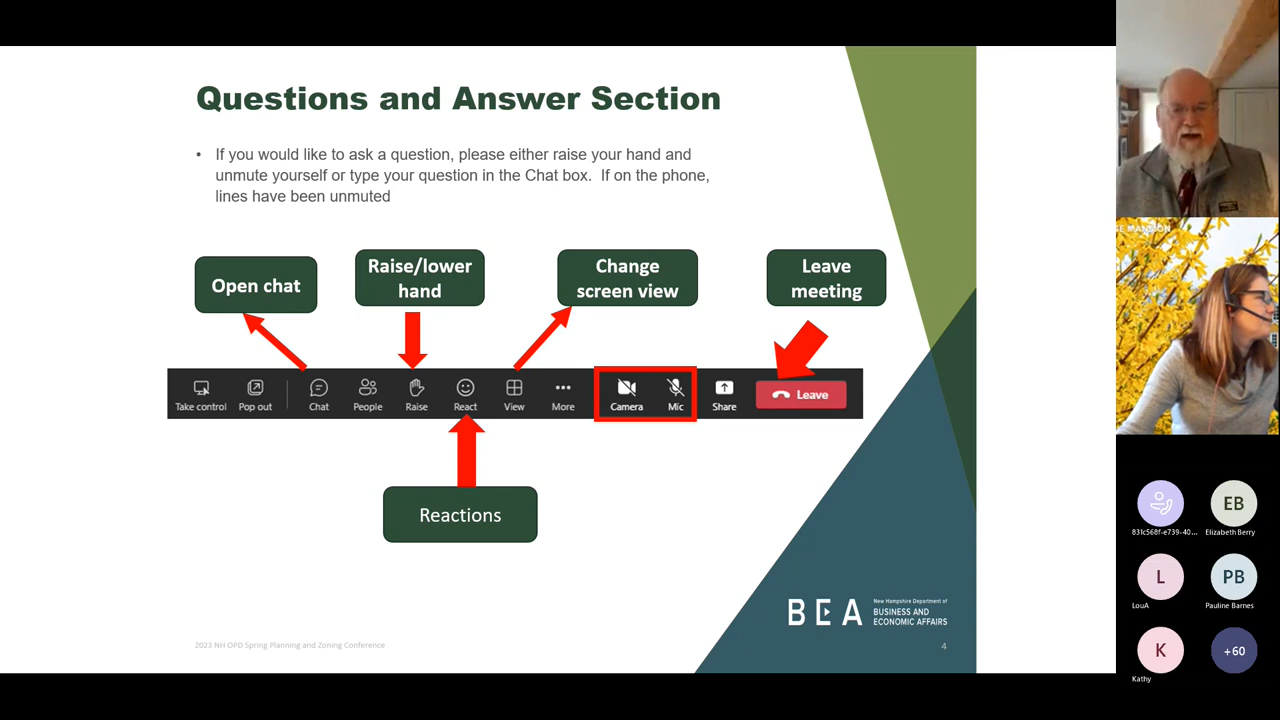 Questions and Answer Section
• If you would like to ask a question, please either raise your hand and
unmute yourself or type your question in the Chat box.  If on the phone,
lines have been unmuted
Open chat
Raise/lower
hand
Change
screen view
Leave
meeting
Take control
Pop out
Chat
People
Raise
React
View
More
Camera
Mic
Share
Leave
Reactions
BEA
New Hampshire Department of
BUSINESS AND
ECONOMIC AFFAIRS
2023 NH OPD Spring Planning and Zoning Conference
4
MANSION
831c568f-e739-40...
EB
Elizabeth Berry
L
LouA
PB
Pauline Barnes
K
Kathy
+60